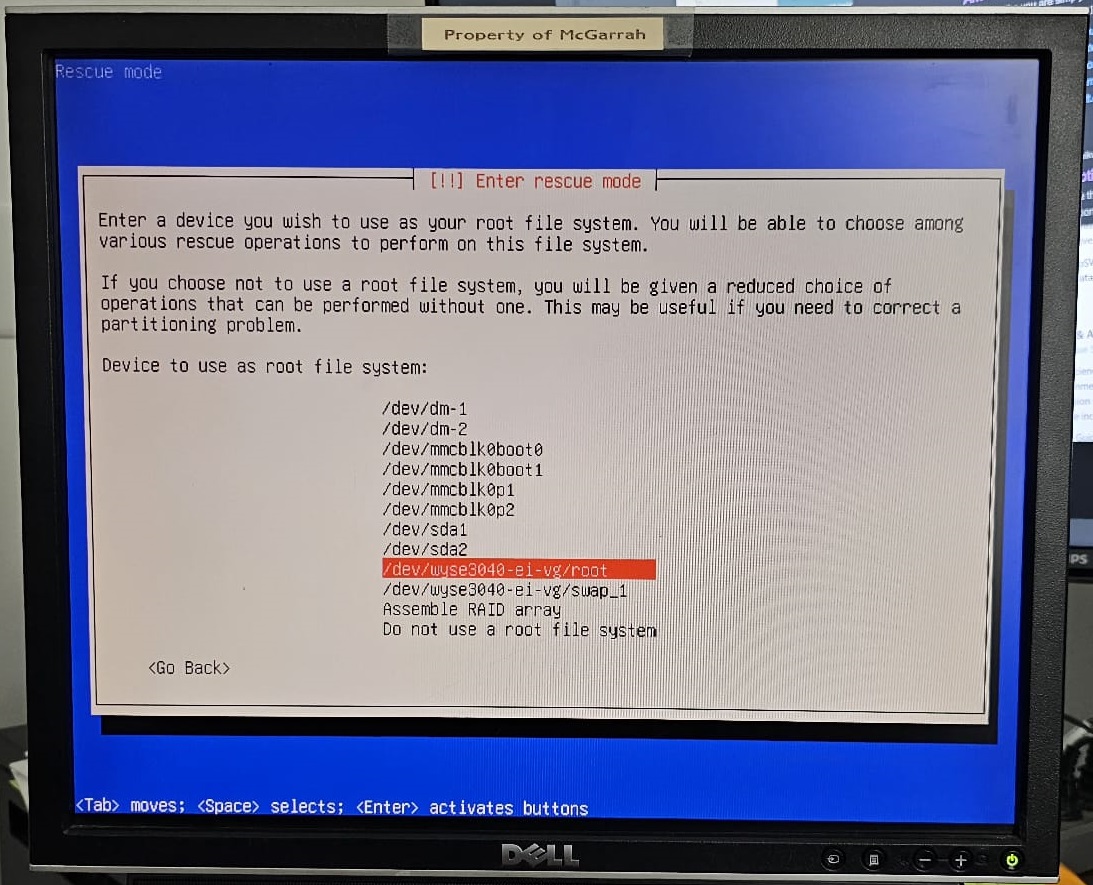 Property of McGarrah
Rescue mode
[!!] Enter rescue mode
Enter a device you wish to use as your root file system. You will be able to choose among
various rescue operations to perform on this file system.
If you choose not to use a root file system, you will be given a reduced choice of
operations that can be performed without one. This may be useful if you need to correct a
partitioning problem.
Device to use as root file system:
/dev/dm-1
/dev/dm-2
/dev/mmcblk0boot0
/dev/mmcblk0boot1
/dev/mmcblk0p1
/dev/mmcblk0p2
/dev/sda1
/dev/sda2
/dev/wyse3040-ei-vg/root
/dev/wyse3040-ei-vg/swap_1
Assemble RAID array
Do not use a root file system
<Go Back>
<Tab> moves; <Space> selects; <Enter> activates buttons
DELL
PS